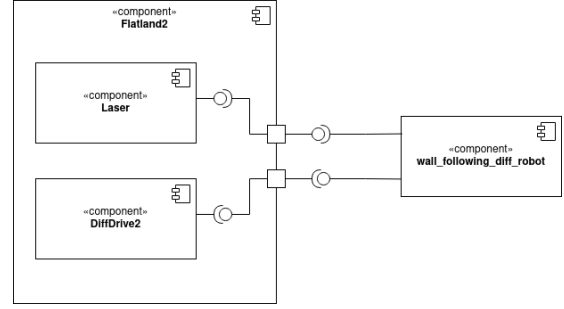 «component»
Flatland2
«component»
Laser
«component»
wall_following_diff_robot
«component»
DiffDrive2